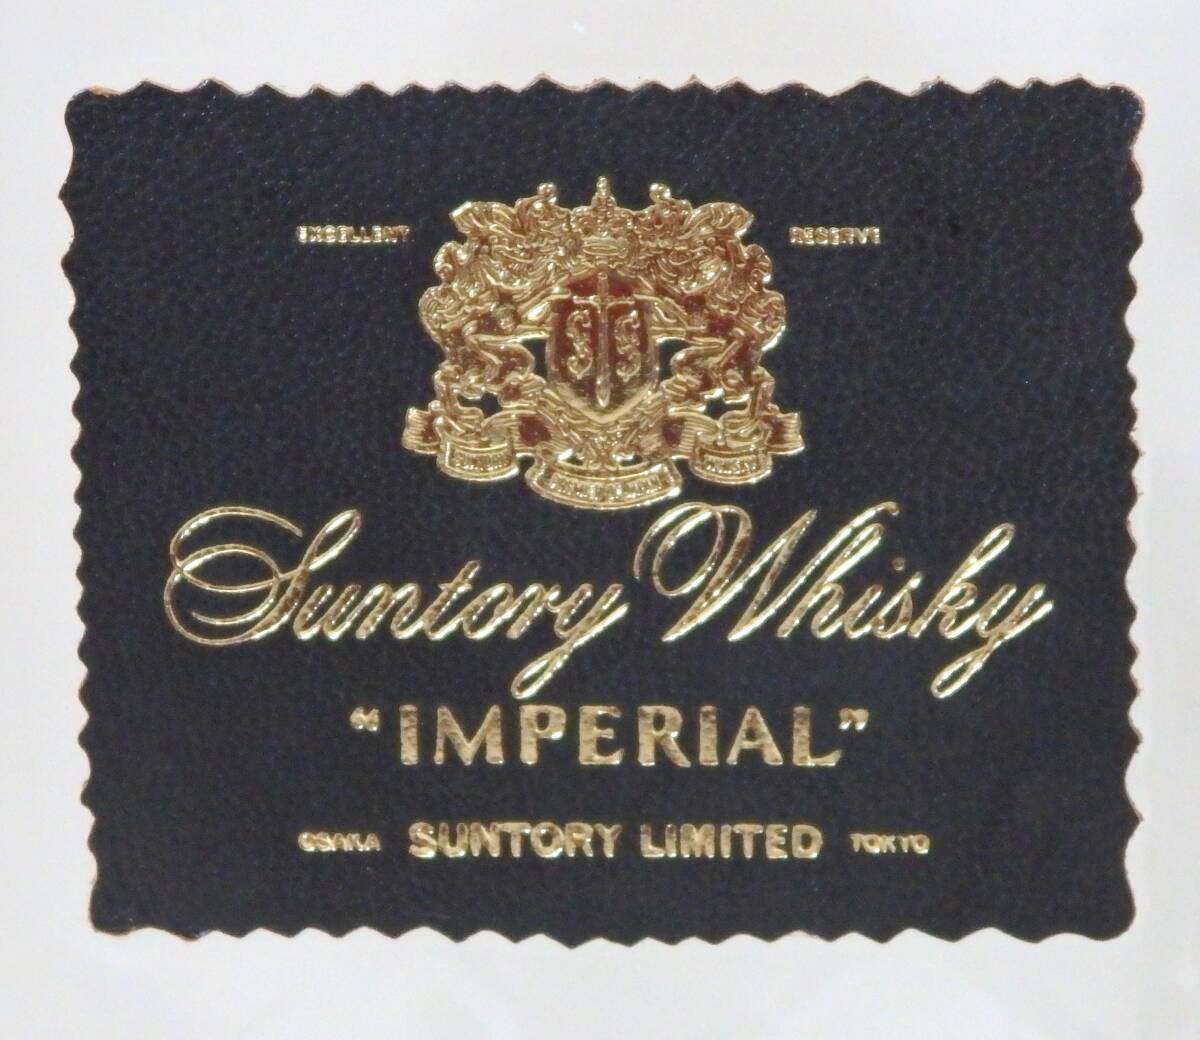 EXCELLENT RESERVE
S S
Suntory Whisky
“IMPERIAL”
OSAKA SUNTORY LIMITED TOKYO